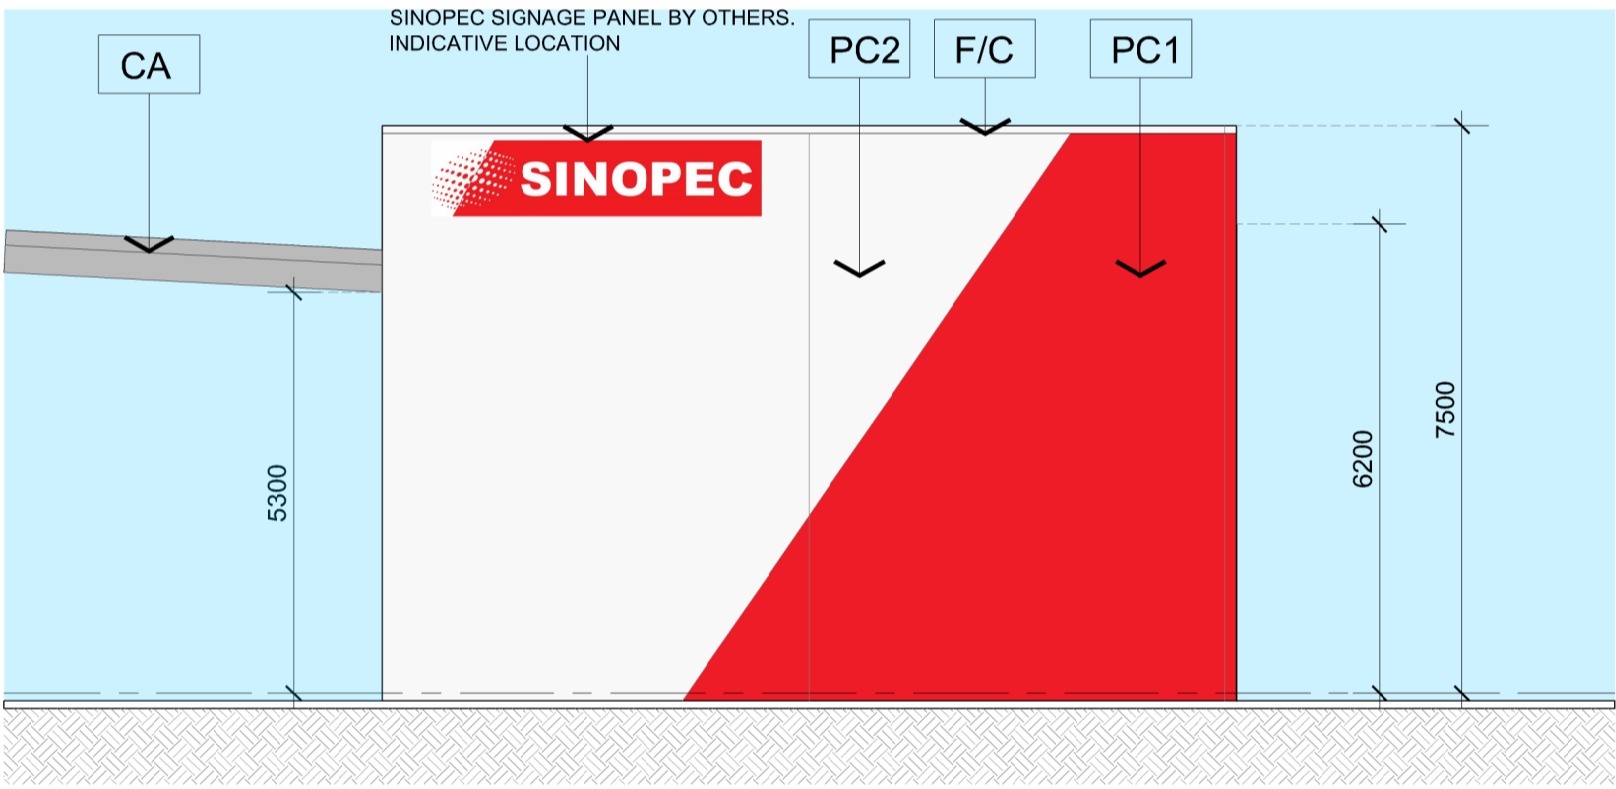 SINOPEC SIGNAGE PANEL BY OTHERS.
INDICATIVE LOCATION
CA
PC2
F/C
PC1
SINOPEC
5300
6200
7500